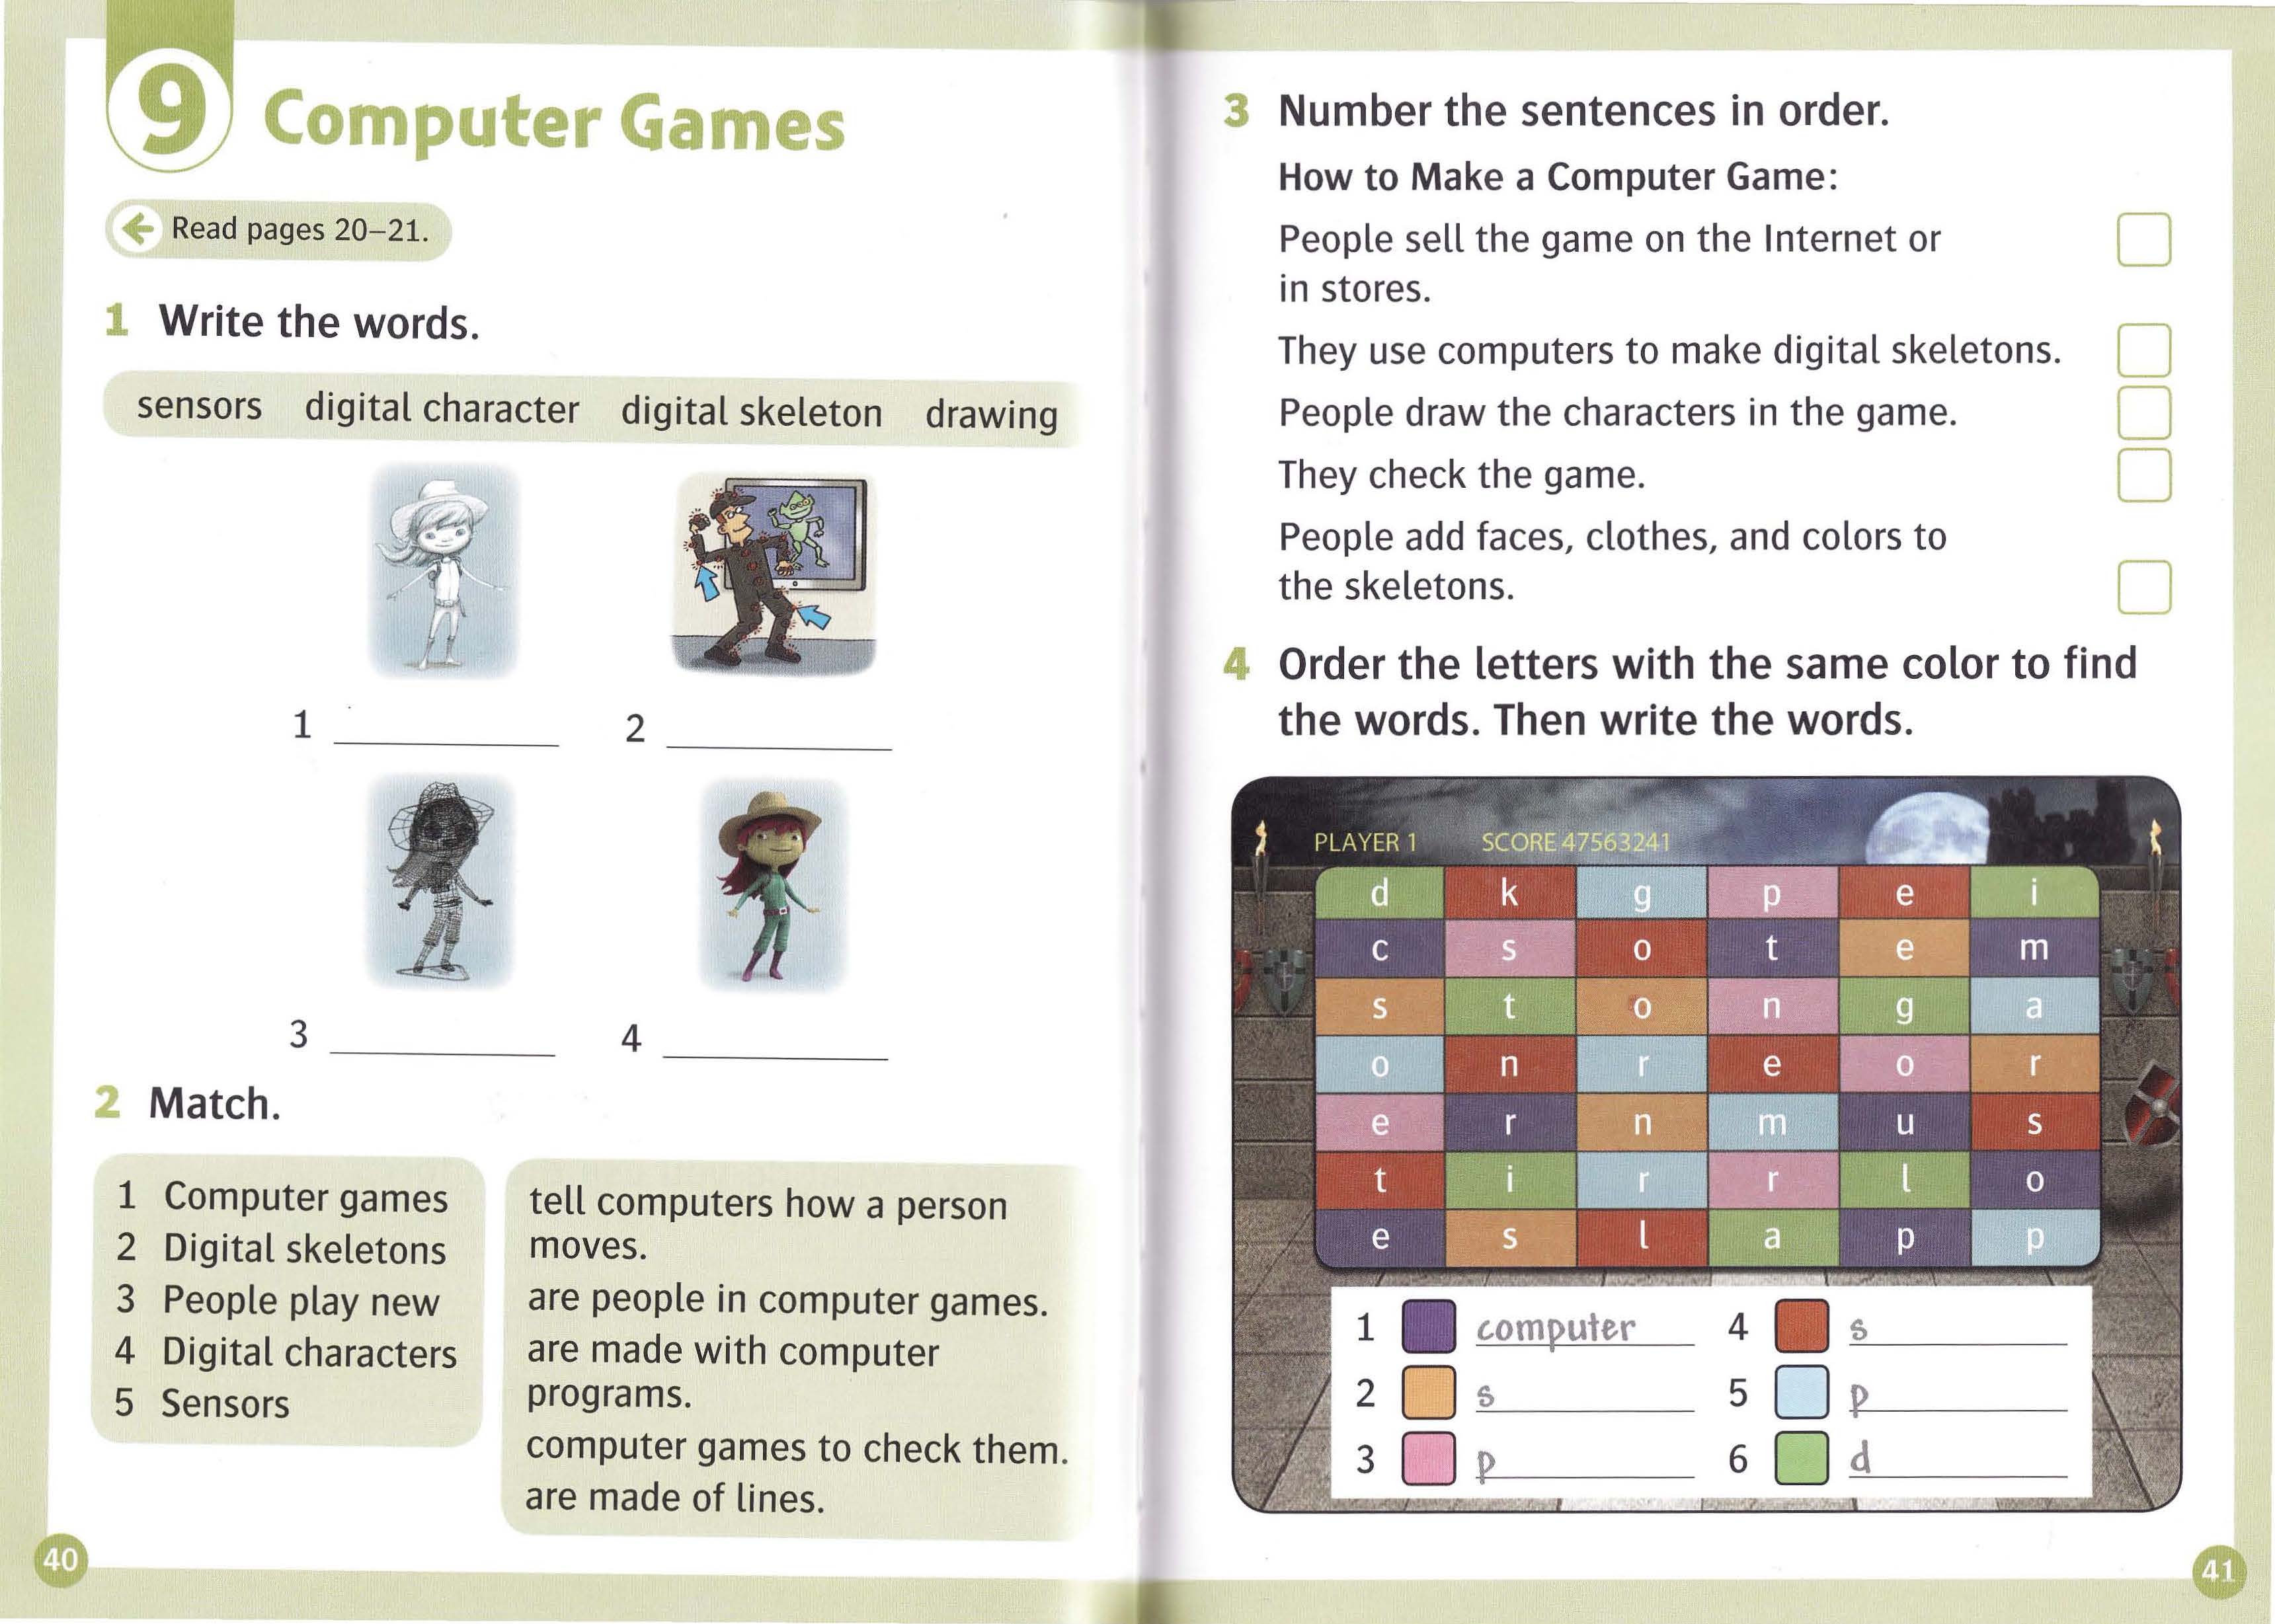 9 Computer Games
Read pages 20–21.
1 Write the words.
sensors digital character digital skeleton drawing
1
2
3
4
2 Match.
1 Computer games
2 Digital skeletons
3 People play new
4 Digital characters
5 Sensors
tell computers how a person
moves.
are people in computer games.
are made with computer
programs.
computer games to check them.
are made of lines.
40
3 Number the sentences in order.
How to Make a Computer Game:
People sell the game on the Internet or
in stores.
They use computers to make digital skeletons.
People draw the characters in the game.
They check the game.
People add faces, clothes, and colors to
the skeletons.
4 Order the letters with the same color to find
the words. Then write the words.
PLAYER 1 SCORE 47563241
d k g p e i
c s o t e m
s t o n g a
o n r e o r
e r n m u s
t i r r l o
e s l a p p
1 computer 4 s
2 s 5 p
3 p 6 d
41